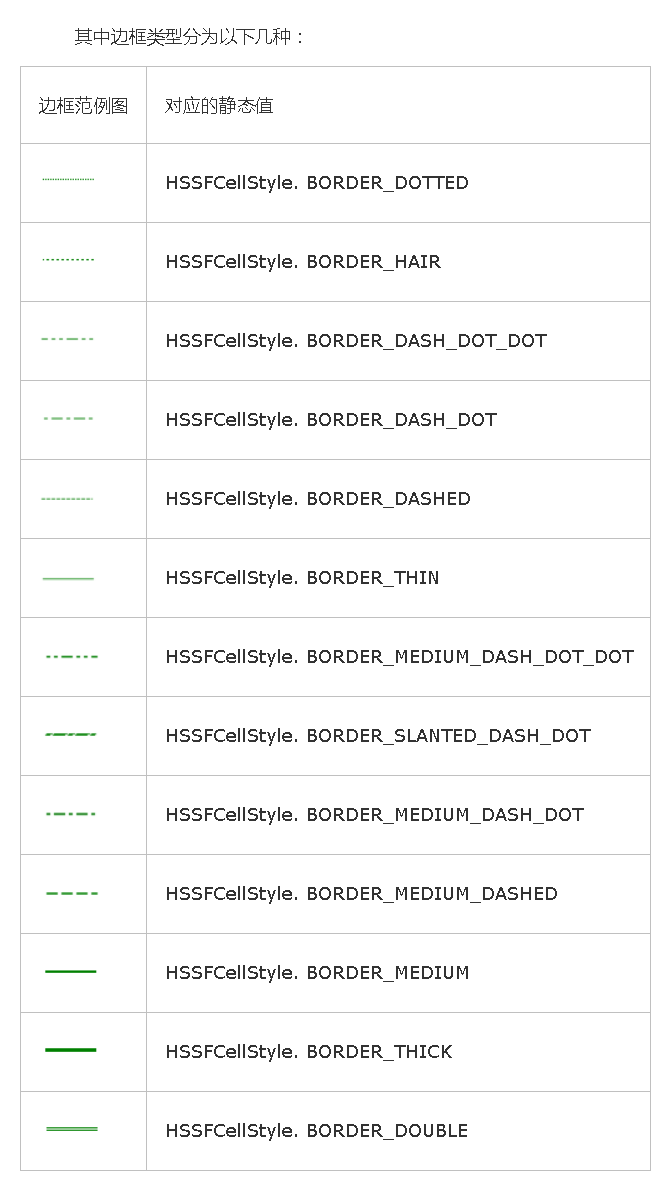 其中边框类型分为以下几种：
边框范例图 对应的静态值
HSSFCellStyle. BORDER_DOTTED
HSSFCellStyle. BORDER_HAIR
HSSFCellStyle. BORDER_DASH_DOT_DOT
HSSFCellStyle. BORDER_DASH_DOT
HSSFCellStyle. BORDER_DASHED
HSSFCellStyle. BORDER_THIN
HSSFCellStyle. BORDER_MEDIUM_DASH_DOT_DOT
HSSFCellStyle. BORDER_SLANTED_DASH_DOT
HSSFCellStyle. BORDER_MEDIUM_DASH_DOT
HSSFCellStyle. BORDER_MEDIUM_DASHED
HSSFCellStyle. BORDER_MEDIUM
HSSFCellStyle. BORDER_THICK
HSSFCellStyle. BORDER_DOUBLE